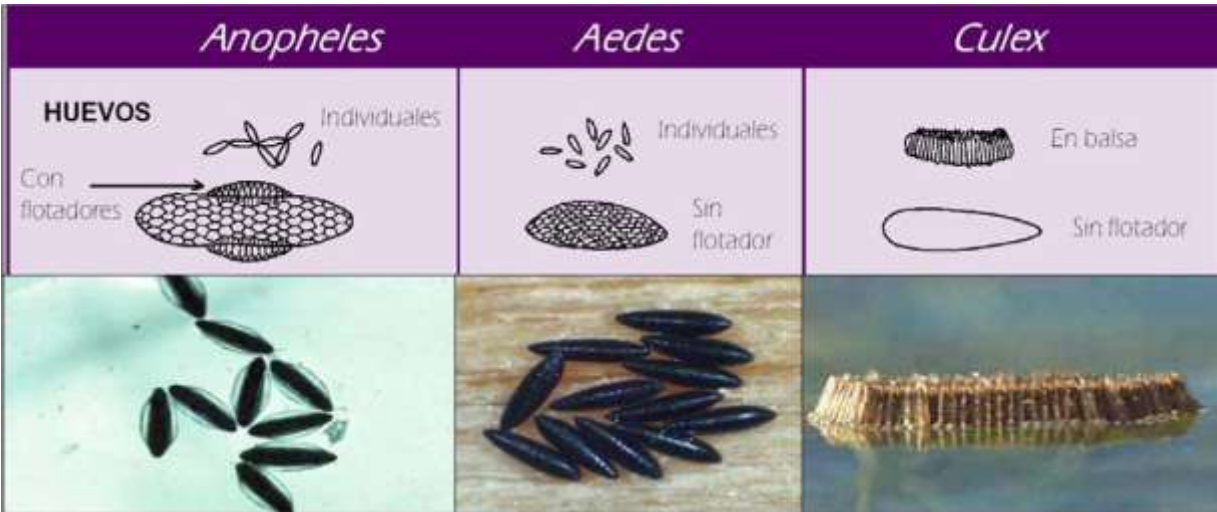 Anopheles
Aedes
Culex
HUEVOS
Individuales
Con
flotadores
Individuales
Sin
flotador
En balsa
Sin flotador